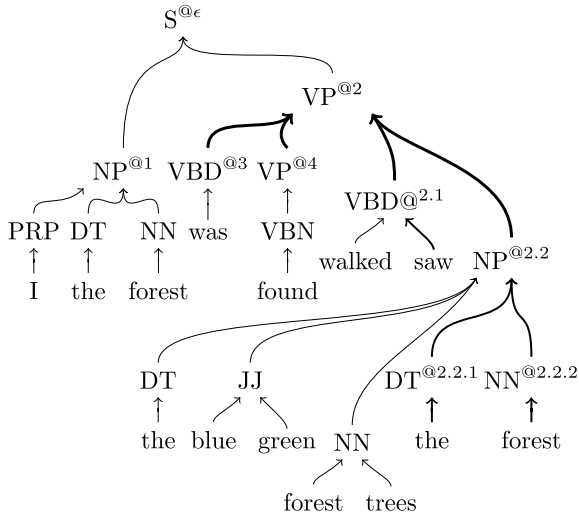 S@ϵ
VP@2
NP@1 VBD@3 VP@4
VBD@2.1
PRP DT NN was VBN
walked saw NP@2.2
I the forest found
DT JJ DT@2.2.1 NN@2.2.2
the blue green NN the forest
forest trees